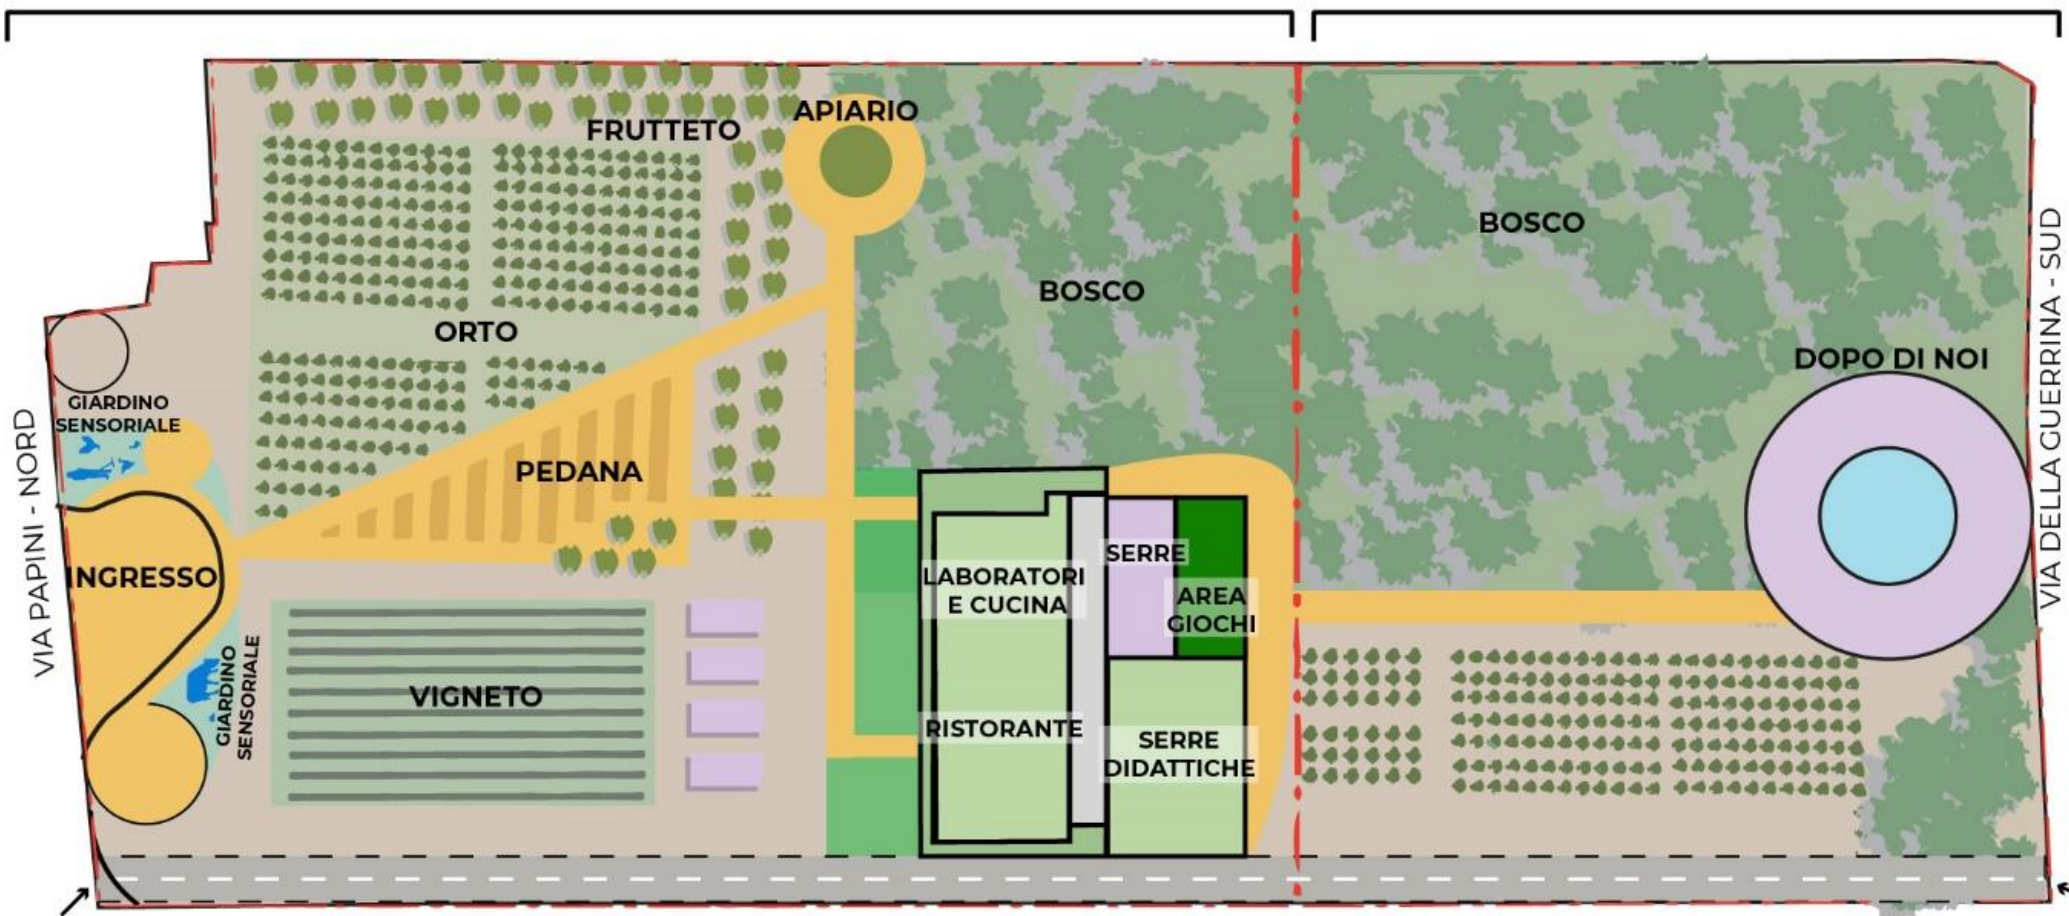 APIARIO
FRUTTETO
BOSCO
BOSCO
ORTO
DOPO DI NOI
GIARDINO
SENSORIALE
VIA PAPINI - NORD
VIA DELLA GUERRINA - SUD
PEDANA
INGRESSO
SERRE
LABORATORI
E CUCINA
AREA
GIOCHI
GIARDINO
SENSORIALE
VIGNETO
RISTORANTE
SERRE
DIDATTICHE